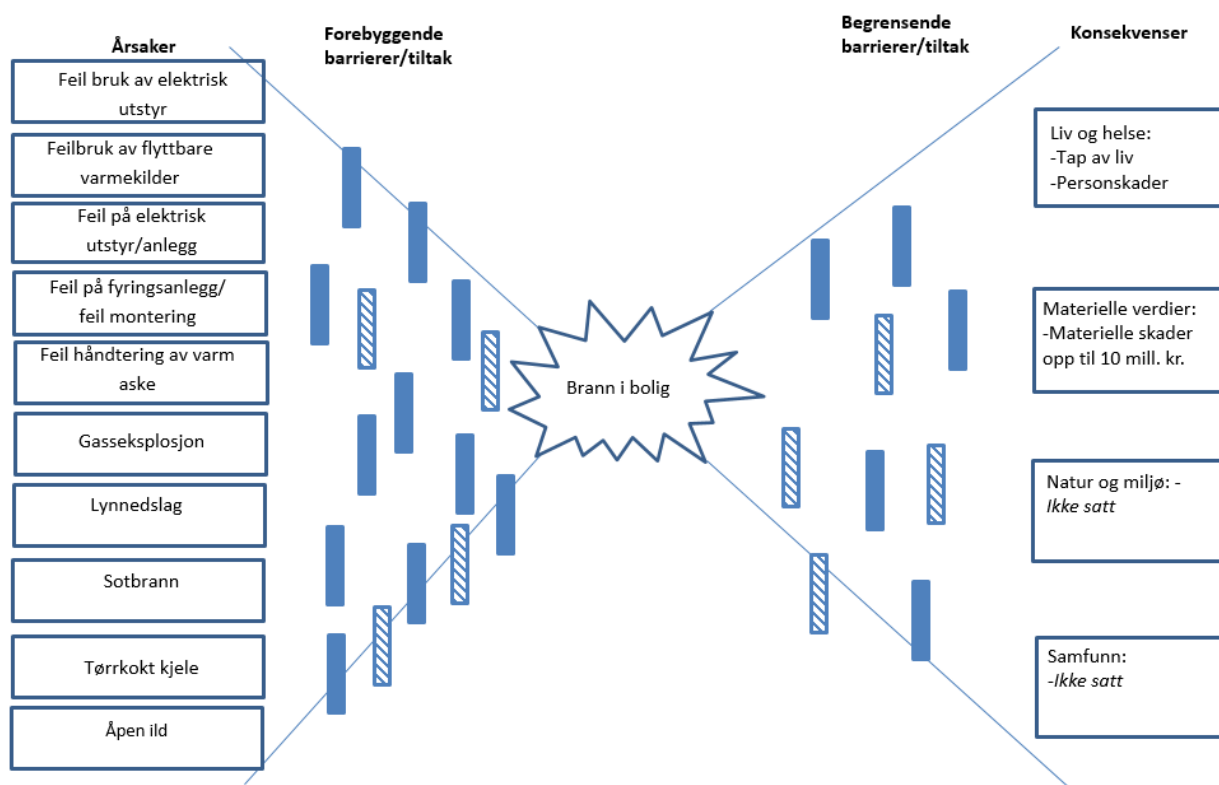 Årsaker
Feil bruk av elektrisk
utstyr
Feilbruk av flyttbare
varmekilder
Feil på elektrisk
utstyr/anlegg
Feil på fyringsanlegg/
feil montering
Feil håndtering av varm
aske
Gasseksplosjon
Lynnedslag
Sotbrann
Tørrkokt kjele
Åpen ild
Forebyggende
barrierer/tiltak
Brann i bolig
Begrensende
barrierer/tiltak
Konsekvenser
Liv og helse:
-Tap av liv
-Personskader
Materielle verdier:
-Materielle skader
opp til 10 mill. kr.
Natur og miljø: -
Ikke satt
Samfunn:
-Ikke satt